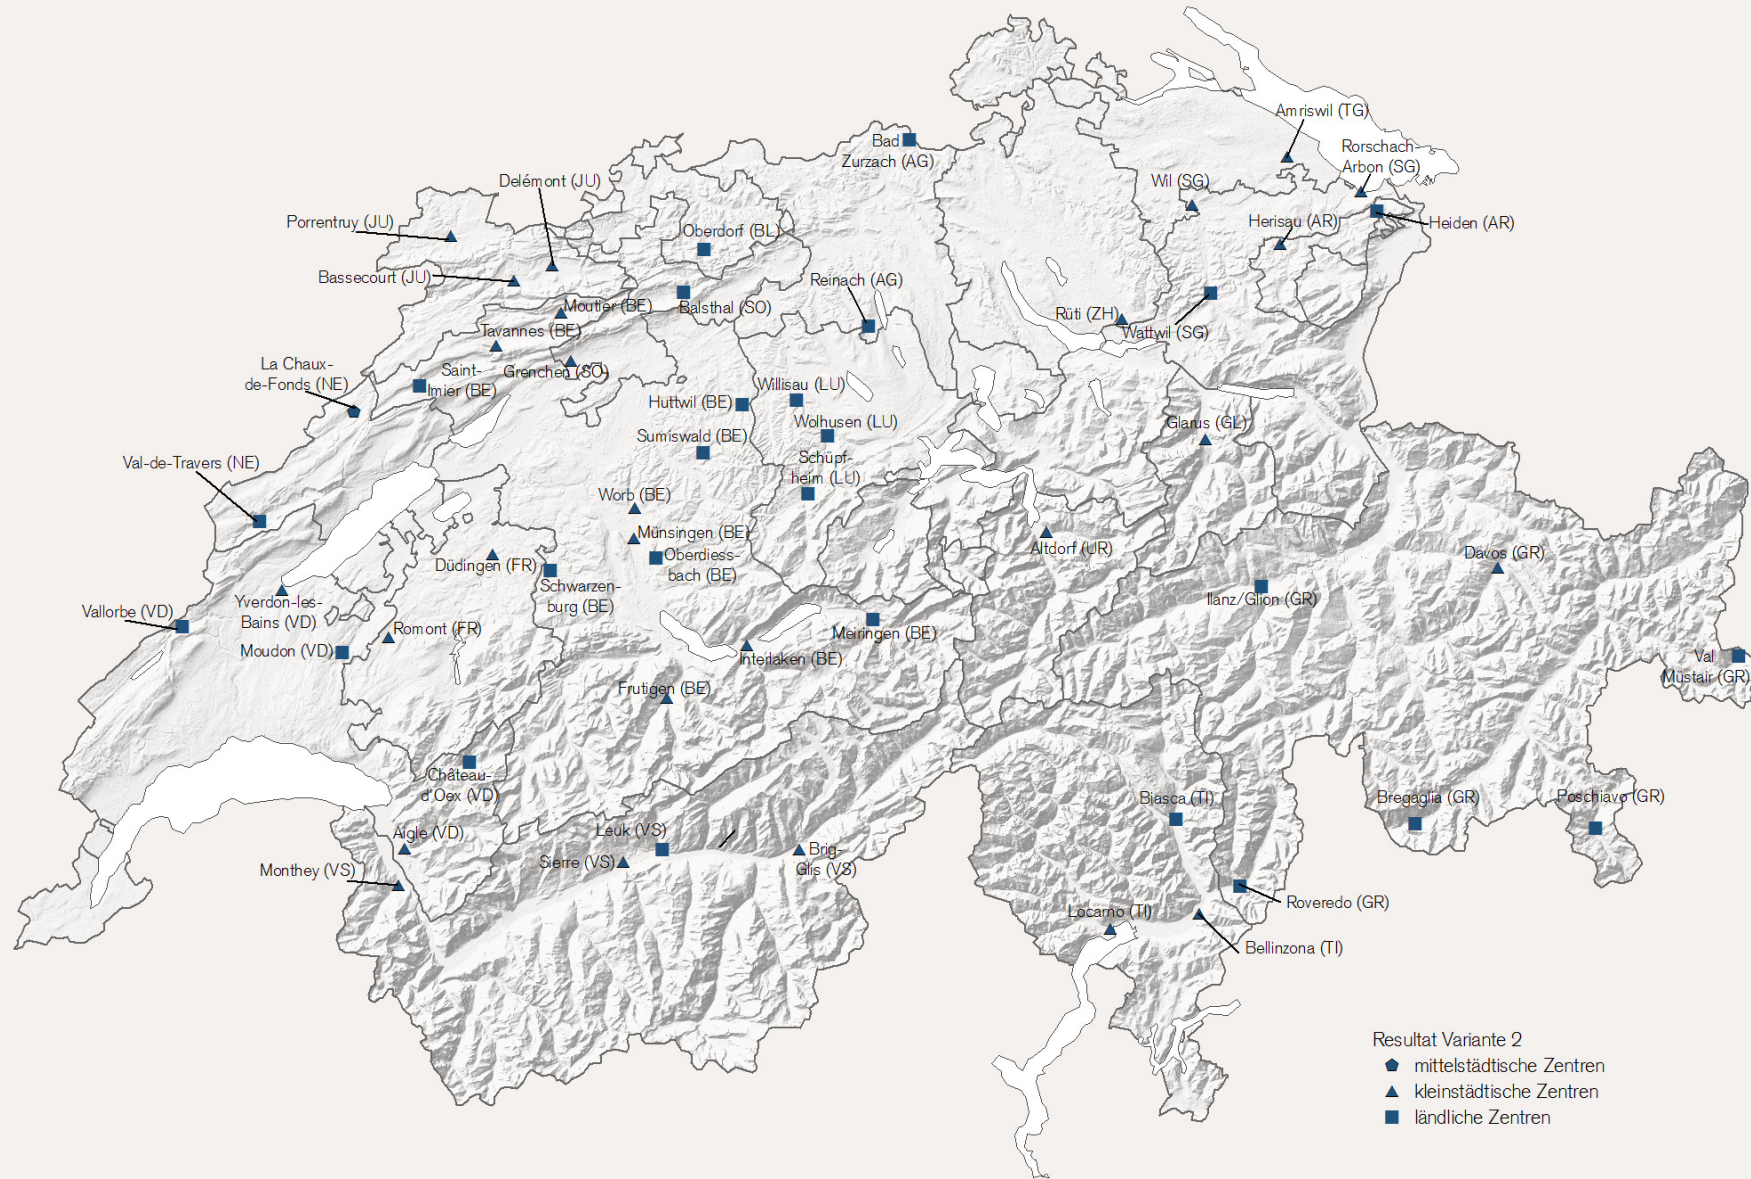 Amriswil (TG)
Bad
Zurzach (AG)
Rorschach-
Arbon (SG)
Delémont (JU)
Wil (SG)
Porrentruy (JU)
Oberdorf (BL)
Herisau (AR)
Heiden (AR)
Bassecourt (JU)
Reinach (AG)
Moutier (BE)
Balsthal (SO)
Rüti (ZH)
Wattwil (SG)
Tavannes (BE)
La Chaux-
de-Fonds (NE)
Saint-
Imier (BE)
Grenchen (SO)
Willisau (LU)
Huttwil (BE)
Wolhusen (LU)
Glarus (GL)
Sumiswald (BE)
Schüpf-
heim (LU)
Val-de-Travers (NE)
Worb (BE)
Münsingen (BE)
Altdorf (UR)
Davos (GR)
Düdingen (FR)
Oberdiess-
bach (BE)
Schwarzen-
burg (BE)
Ilanz/Glion (GR)
Yverdon-les-
Bains (VD)
Vallorbe (VD)
Romont (FR)
Meiringen (BE)
Moudon (VD)
Interlaken (BE)
Val
Müstair (GR)
Frutigen (BE)
Château-
d'Oex (VD)
Biasca (TI)
Bregaglia (GR)
Poschiavo (GR)
Aigle (VD)
Leuk (VS)
Brig-
Glis (VS)
Sierre (VS)
Monthey (VS)
Roveredo (GR)
Locarno (TI)
Bellinzona (TI)
Resultat Variante 2
mittelstädtische Zentren
kleinstädtische Zentren
ländliche Zentren